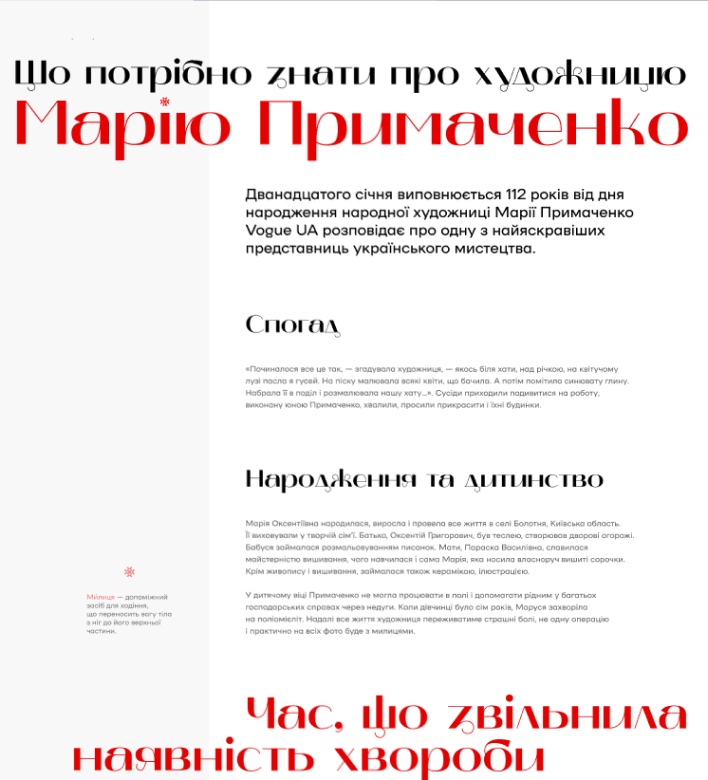 Що потрібно знати про художницю
Марію Примаченко
Дванадцатого січня виповнюється 112 років від дня
народження народної художниці Марії Примаченко
Vogue UA розповідає про одну з найяскравіших
представниць українського мистецтва.
Спогад
«Починалося все це так, — згадувала художниця, — якось біля хати, над річкою, на квітучому
лузі пасла я гусей. На піску малювала всякі квіти, що бачила. А потім помітила синювату глину.
Набрала її в поділ і розмалювала нашу хату...». Сусіди приходили подивитися на роботу,
виконану юною Примаченко, хвалили, просили прикрасити і їхні будинки.
Народження та дитинство
Марія Оксентіївна народилася, виросла і провела все життя в селі Болотня, Київська область.
Її виховували у творчій сім'ї. Батько, Оксентій Григорович, був теслею, створював дворові огорожі.
Бабуся займалася розмальовуванням писанок. Мати, Параска Василівна, славилася
майстерністю вишивання, чого навчилася і сама Марія, яка носила власноруч вишиті сорочки.
Крім живопису і вишивання, займалася також керамікою, ілюстрацією.
Милиця — допоміжний
засіб для ходіння,
що переносить вагу тіла
з ніг до його верхньої
частини.
У дитячому віці Примаченко не могла працювати в полі і допомагати рідним у багатьох
господарських справах через недуги. Коли дівчинці було сім років, Маруся захворіла
на поліомієліт. Надалі все життя художниця переживатиме страшні болі, не одну операцію
і практично на всіх фото буде з милицями.
Час, що звільнила
наявність хвороби